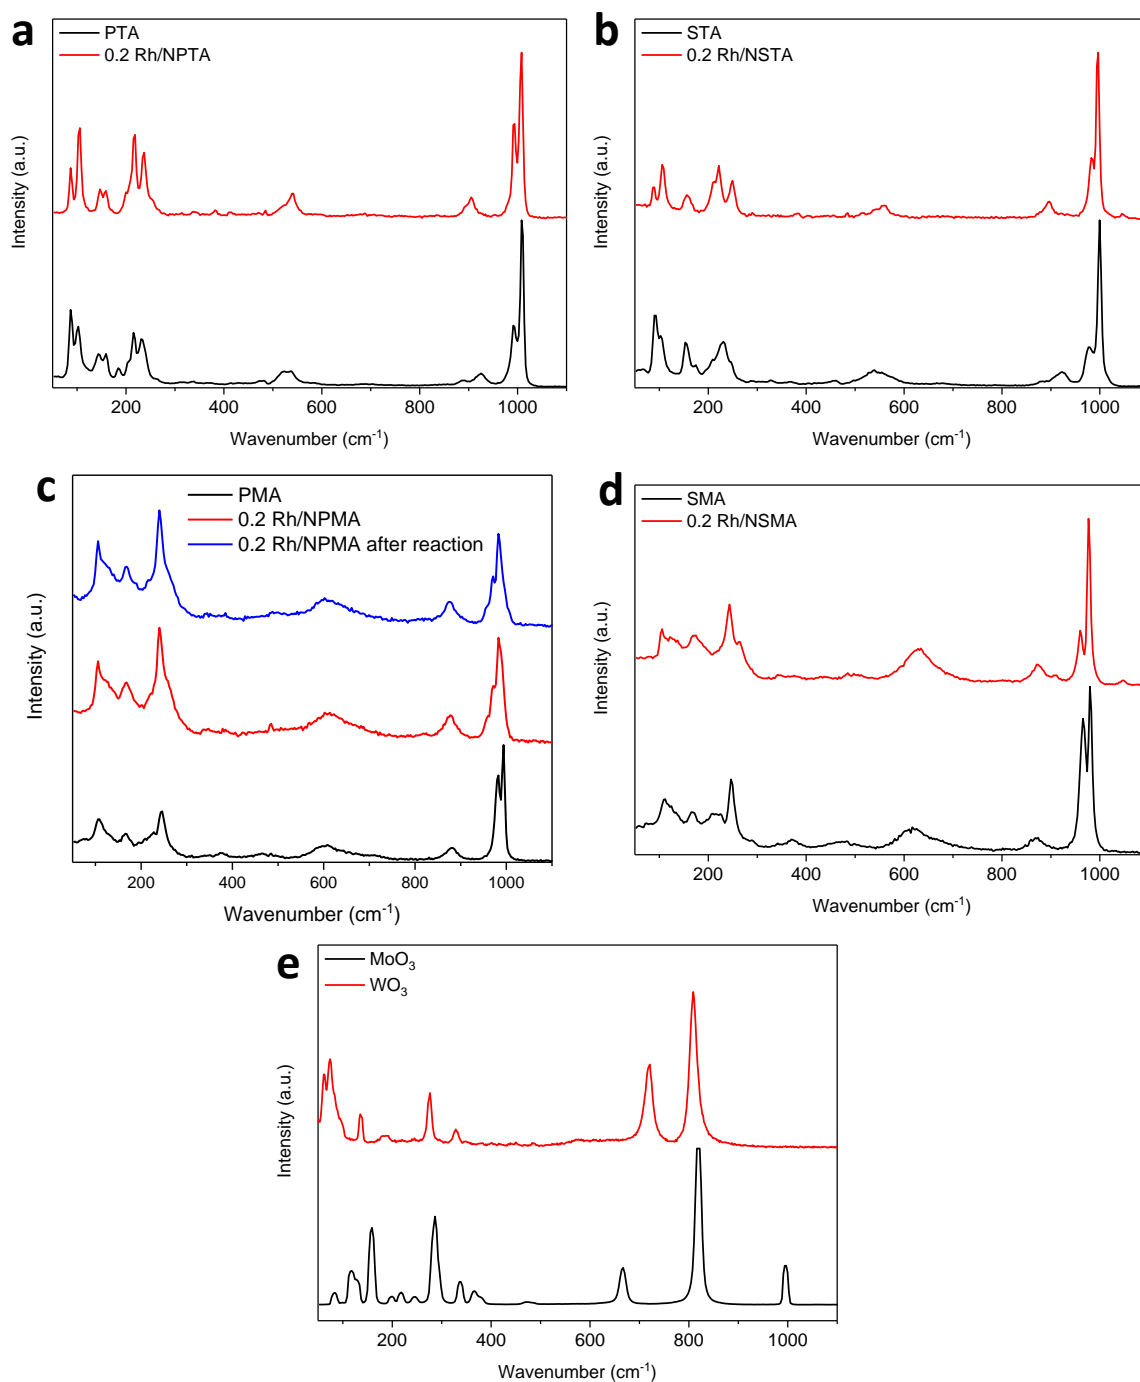 a
PTA
0.2 Rh/NPTA
Intensity (a.u.)
200 400 600 800 1000
Wavenumber (cm⁻¹)
b
STA
0.2 Rh/NSTA
Intensity (a.u.)
200 400 600 800 1000
Wavenumber (cm⁻¹)
c
PMA
0.2 Rh/NPMA
0.2 Rh/NPMA after reaction
Intensity (a.u.)
200 400 600 800 1000
Wavenumber (cm⁻¹)
d
SMA
0.2 Rh/NSMA
Intensity (a.u.)
200 400 600 800 1000
Wavenumber (cm⁻¹)
e
MoO₃
WO₃
Intensity (a.u.)
200 400 600 800 1000
Wavenumber (cm⁻¹)